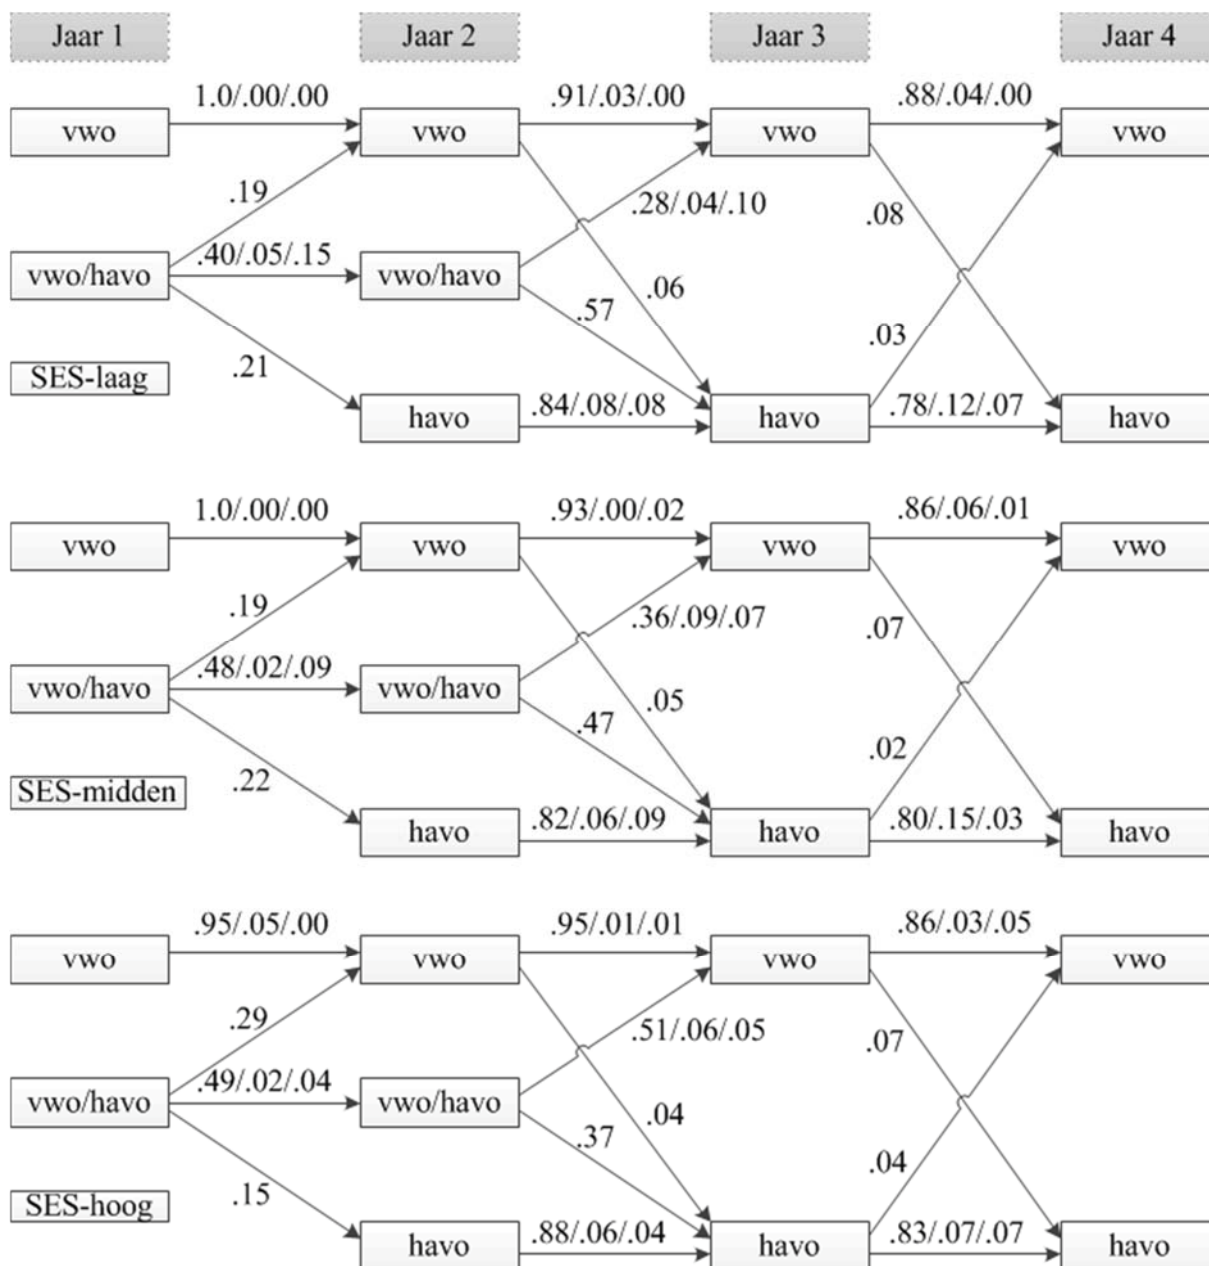 Jaar 1 Jaar 2 Jaar 3 Jaar 4
1.0/.00/.00 .91/.03/.00 .88/.04/.00
vwo vwo vwo vwo
.19 .28/.04/.10 .08
.40/.05/.15
vwo/havo vwo/havo
.57 .06 .03
SES-laag .21
.84/.08/.08 .78/.12/.07
havo havo havo
1.0/.00/.00 .93/.00/.02 .86/.06/.01
vwo vwo vwo vwo
.19 .36/.09/.07 .07
.48/.02/.09
vwo/havo vwo/havo
.47 .05 .02
SES-midden .22
.82/.06/.09 .80/.15/.03
havo havo havo
.95/.05/.00 .95/.01/.01 .86/.03/.05
vwo vwo vwo vwo
.29 .51/.06/.05 .07
.49/.02/.04
vwo/havo vwo/havo
.37 .04 .04
SES-hoog .15
.88/.06/.04 .83/.07/.07
havo havo havo